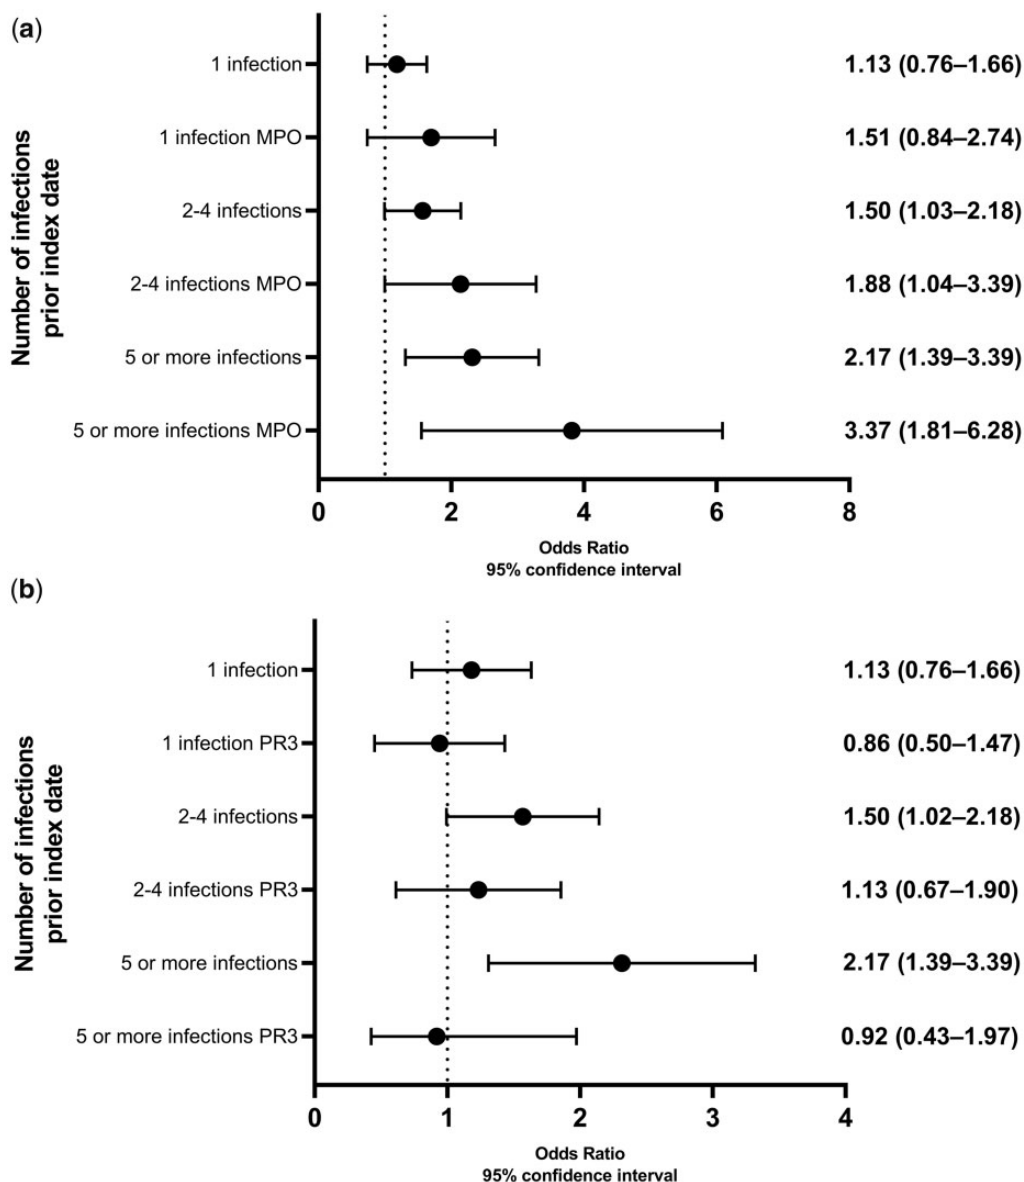 (a)
Number of infections
prior index date
1 infection 1.13 (0.76–1.66)
1 infection MPO 1.51 (0.84–2.74)
2-4 infections 1.50 (1.03–2.18)
2-4 infections MPO 1.88 (1.04–3.39)
5 or more infections 2.17 (1.39–3.39)
5 or more infections MPO 3.37 (1.81–6.28)
0 2 4 6 8
Odds Ratio
95% confidence interval
(b)
Number of infections
prior index date
1 infection 1.13 (0.76–1.66)
1 infection PR3 0.86 (0.50–1.47)
2-4 infections 1.50 (1.02–2.18)
2-4 infections PR3 1.13 (0.67–1.90)
5 or more infections 2.17 (1.39–3.39)
5 or more infections PR3 0.92 (0.43–1.97)
0 1 2 3 4
Odds Ratio
95% confidence interval